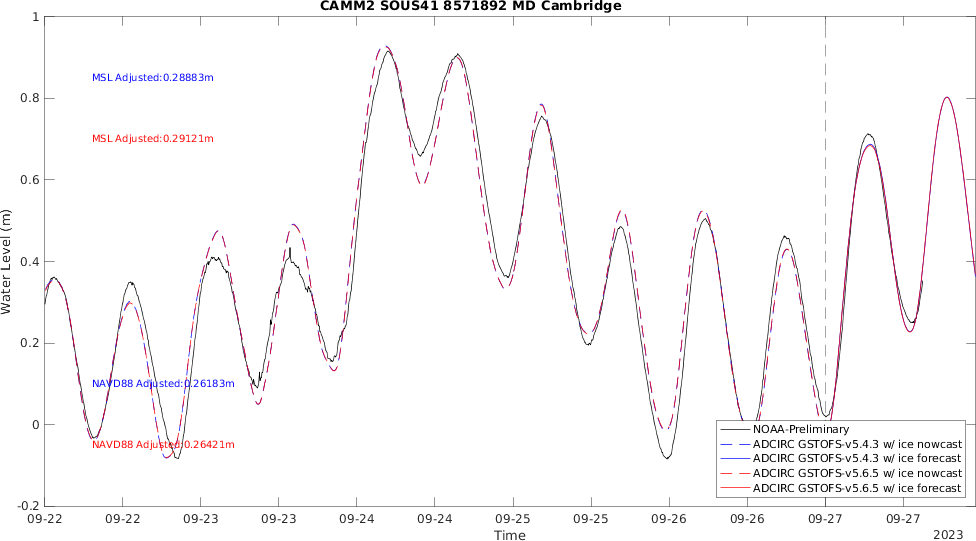 CAMM2 SOUS41 8571892 MD Cambridge
1
0.8
0.6
0.4
0.2
0
-0.2
Water Level (m)
MSL Adjusted:0.28883m
MSL Adjusted:0.29121m
NAVD88 Adjusted:0.26183m
NAVD88 Adjusted:0.26421m
NOAA-Preliminary
ADCIRC GSTOFS-v5.4.3 w/ ice nowcast
ADCIRC GSTOFS-v5.4.3 w/ ice forecast
ADCIRC GSTOFS-v5.6.5 w/ ice nowcast
ADCIRC GSTOFS-v5.6.5 w/ ice forecast
09-22 09-22 09-23 09-23 09-24 09-24 09-25 09-25 09-26 09-26 09-27 09-27
Time
2023